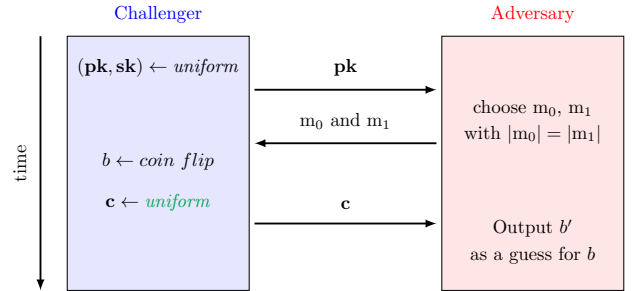 Challenger
Adversary
time
(pk, sk) ← uniform
pk
choose m₀, m₁
with |m₀| = |m₁|
m₀ and m₁
b ← coin flip
c ← uniform
c
Output b′
as a guess for b